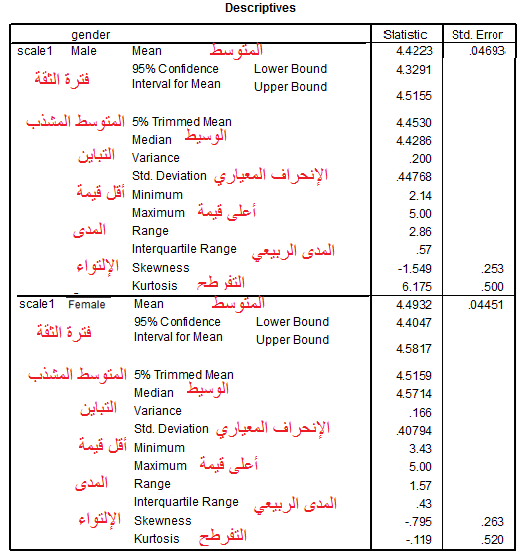 Descriptives
gender Statistic Std. Error
scale1 Male Mean المتوسط 4.4223 .04693
فترة الثقة 95% Confidence Lower Bound 4.3291
Interval for Mean Upper Bound 4.5155
المتوسط المشذب 5% Trimmed Mean 4.4530
Median الوسيط 4.4286
التباين Variance .200
Std. Deviation الإنحراف المعياري .44768
أقل قيمة Minimum 2.14
Maximum أعلى قيمة 5.00
المدى Range 2.86
Interquartile Range المدى الربيعي .57
الإلتواء Skewness -1.549 .253
Kurtosis التفرطح 6.175 .500
scale1 Female Mean المتوسط 4.4932 .04451
فترة الثقة 95% Confidence Lower Bound 4.4047
Interval for Mean Upper Bound 4.5817
المتوسط المشذب 5% Trimmed Mean 4.5159
Median الوسيط 4.5714
التباين Variance .166
Std. Deviation الإنحراف المعياري .40794
أقل قيمة Minimum 3.43
Maximum أعلى قيمة 5.00
المدى Range 1.57
Interquartile Range المدى الربيعي .43
الإلتواء Skewness -.795 .263
Kurtosis التفرطح -.119 .520